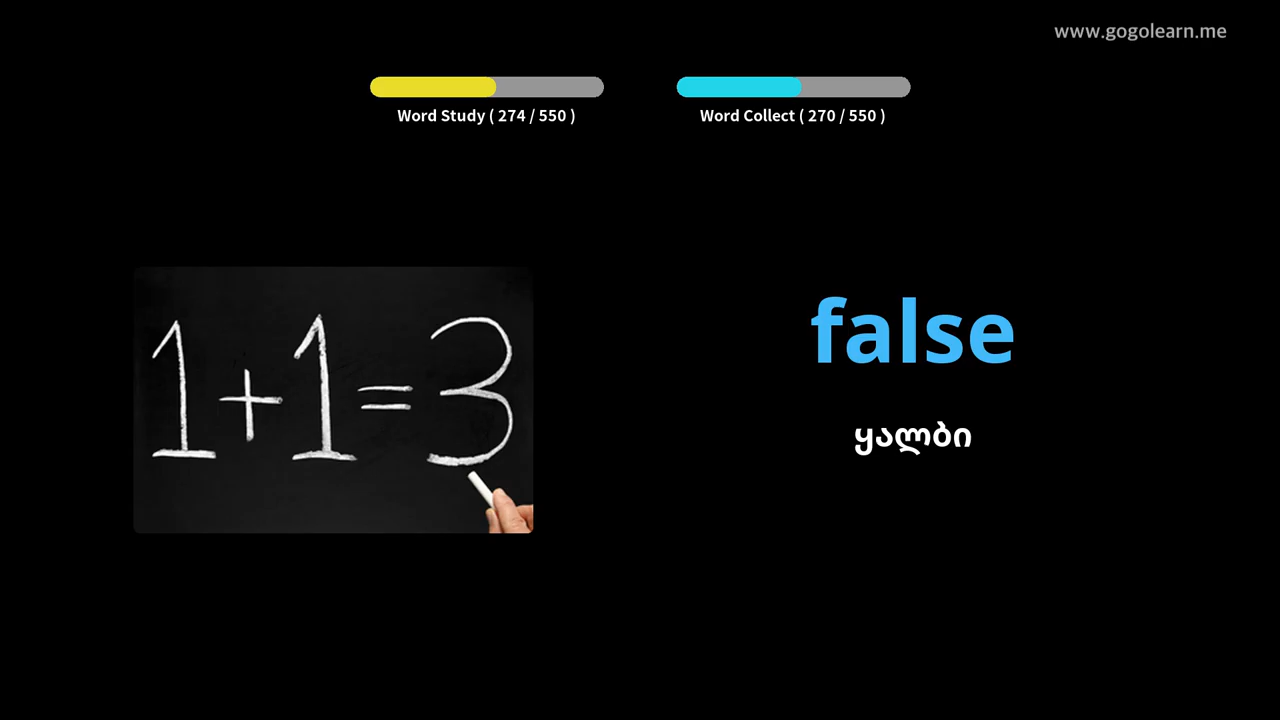 www.gogolearn.me
Word Study ( 274 / 550 )
Word Collect ( 270 / 550 )
1+1=3
false
ყალბი